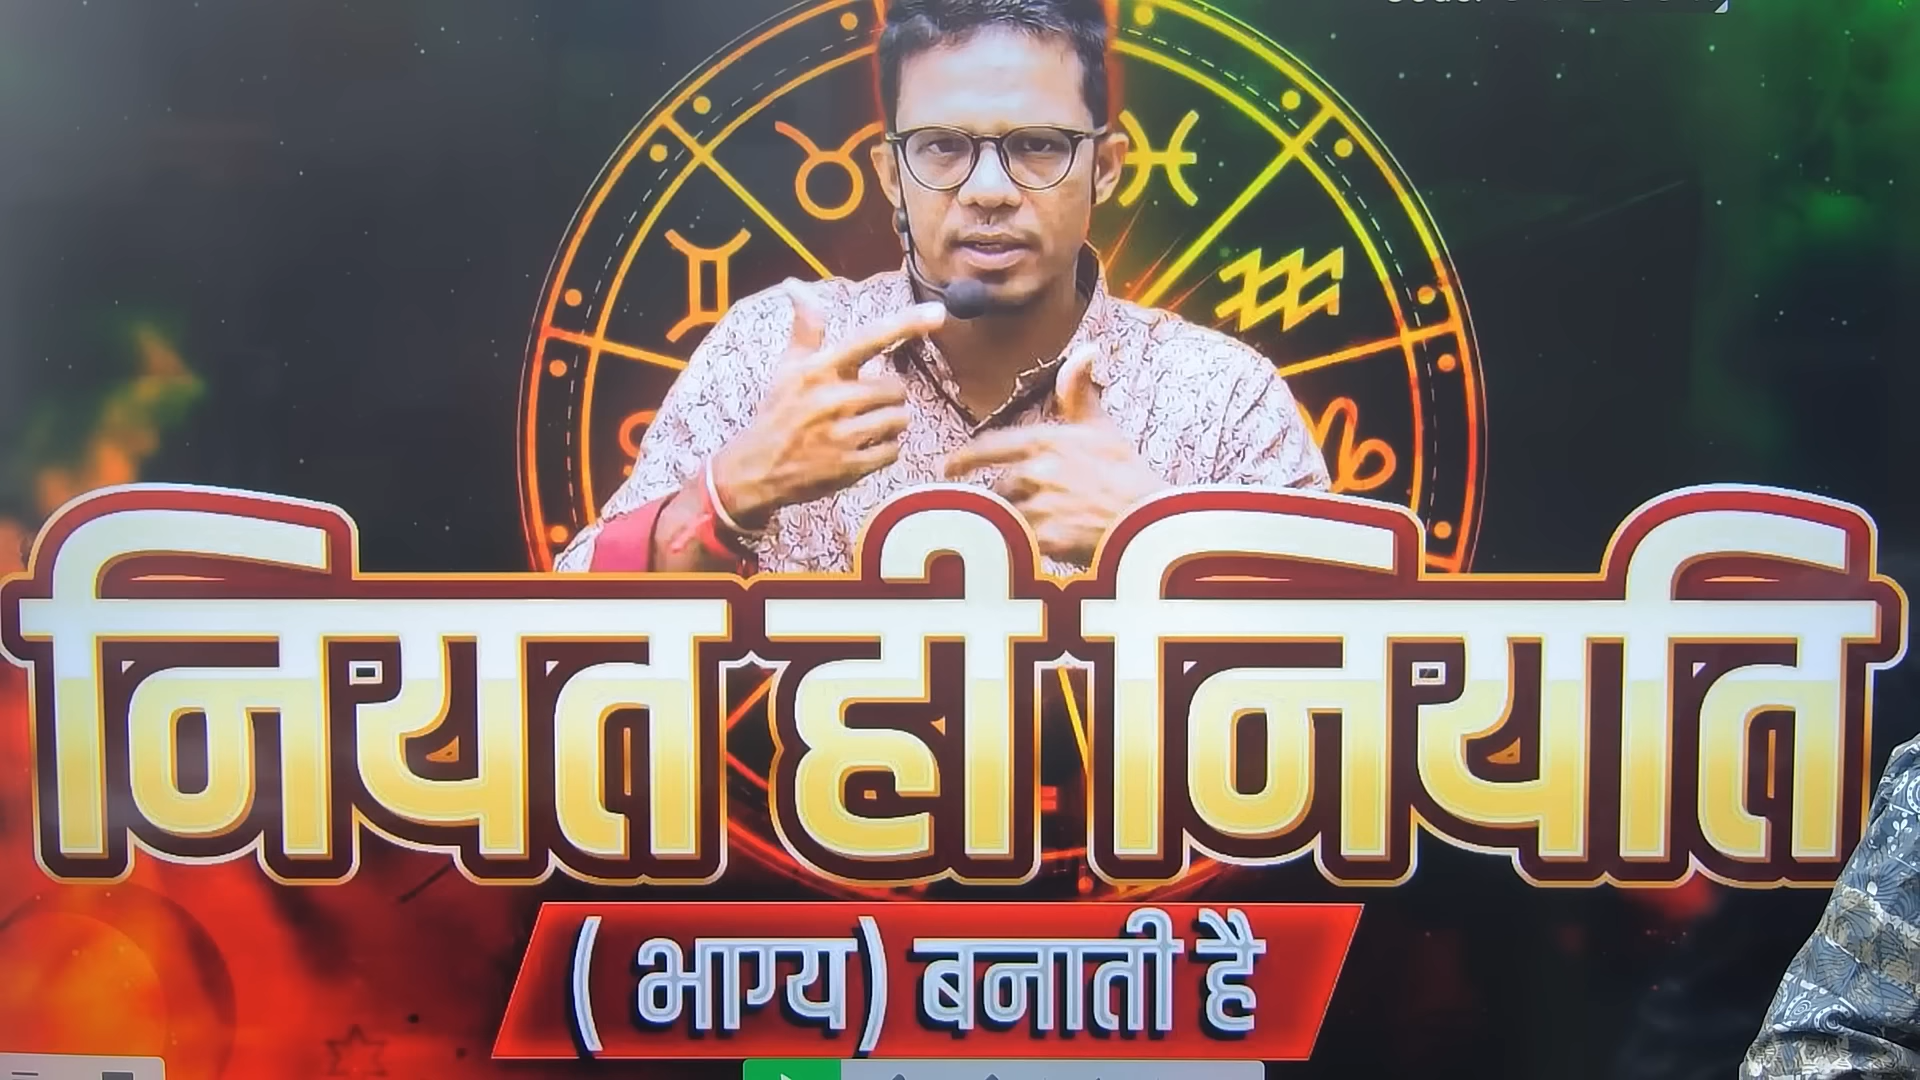 नियत ही नियति
( भाग्य ) बनाती है